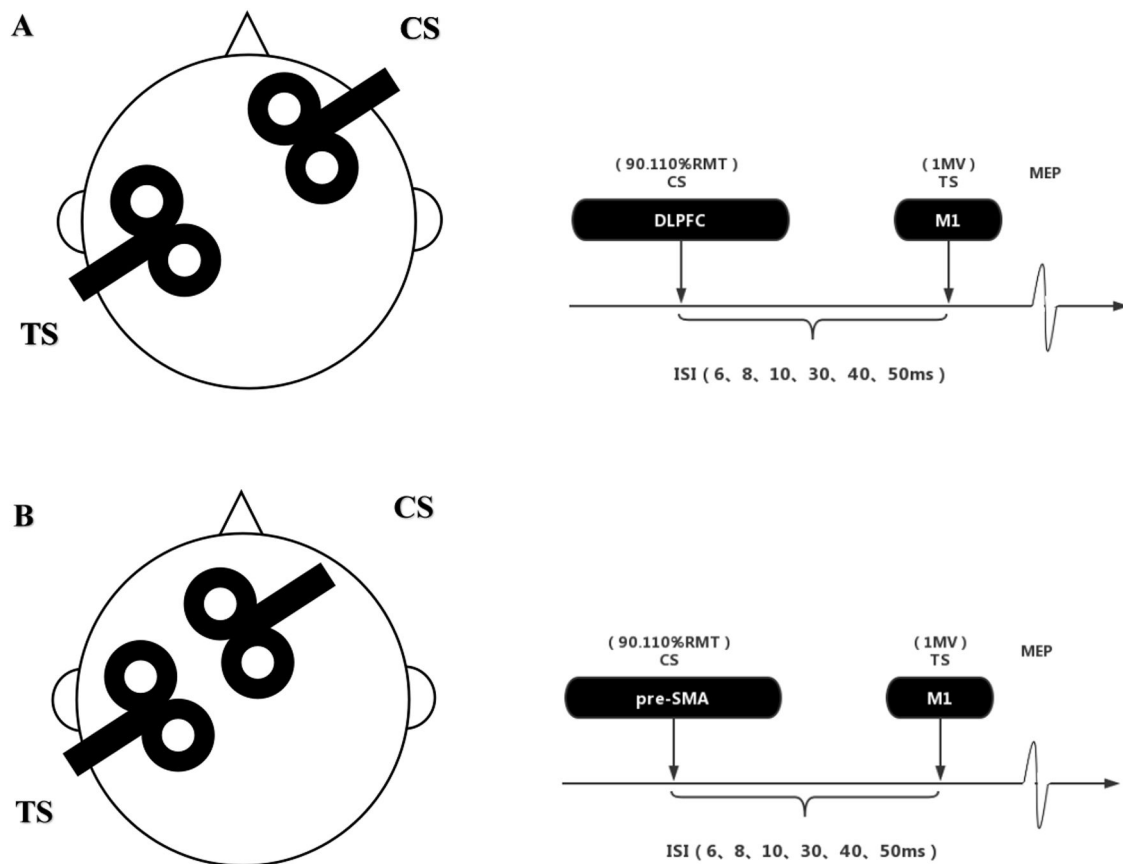 A
CS
TS
( 90.110%RMT )
CS
DLPFC
( 1MV )
TS
M1
MEP
ISI ( 6、8、10、30、40、50ms )
B
CS
TS
( 90.110%RMT )
CS
pre-SMA
( 1MV )
TS
M1
MEP
ISI ( 6、8、10、30、40、50ms )